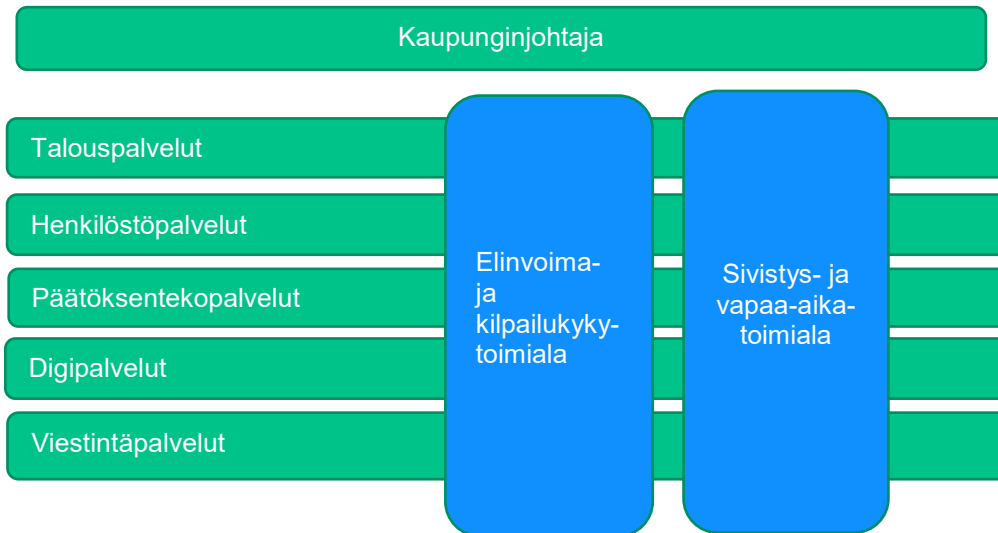 Kaupunginjohtaja
Talouspalvelut
Henkilöstöpalvelut
Päätöksentekopalvelut
Digipalvelut
Viestintäpalvelut
Elinvoima-
ja
kilpailukyky-
toimiala
Sivistys- ja
vapaa-aika-
toimiala